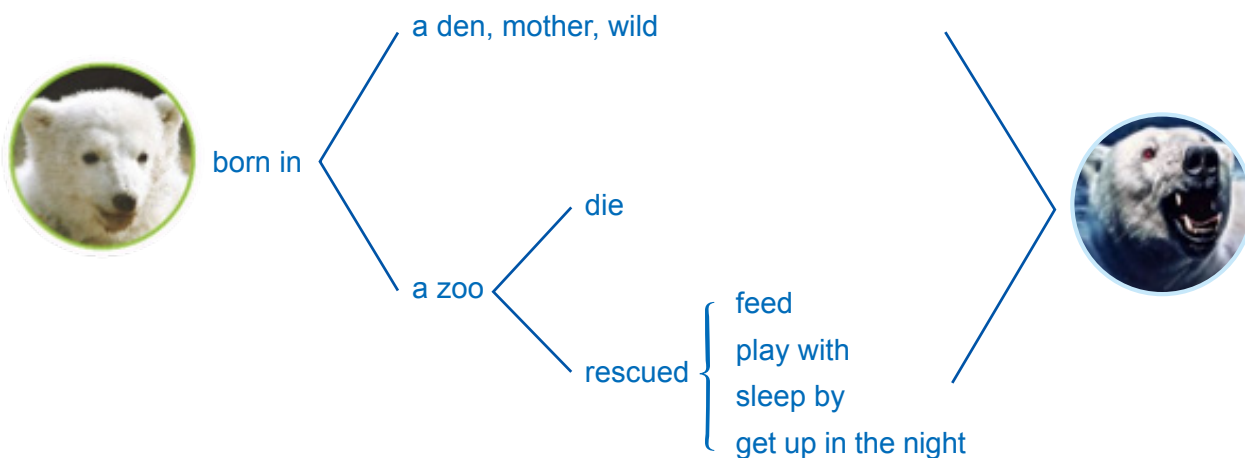 a den, mother, wild
born in
die
a zoo
feed
play with
rescued
sleep by
get up in the night